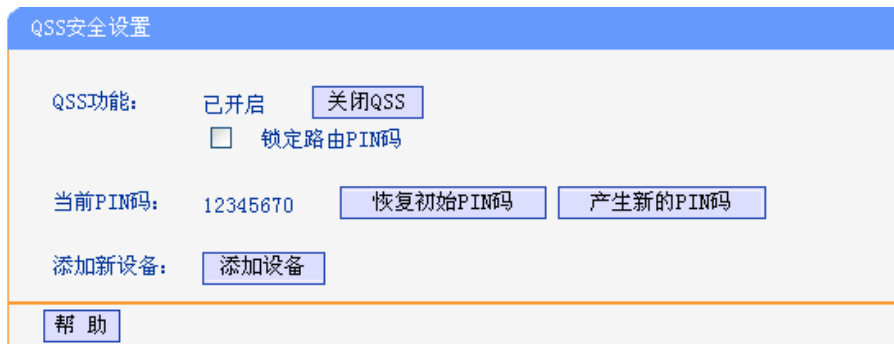 QSS安全设置
QSS功能： 已开启 关闭QSS
锁定路由PIN码
当前PIN码： 12345670 恢复初始PIN码 产生新的PIN码
添加新设备： 添加设备
帮 助